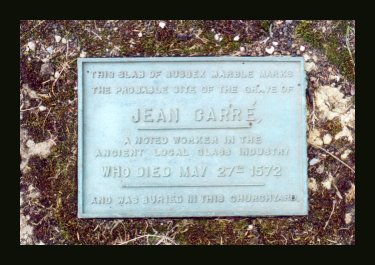 THIS SLAB OF SUSSEX MARBLE MARKS
THE PROBABLE SITE OF THE GRAVE OF
JEAN CARRÉ
A NOTED WORKER IN THE
ANCIENT LOCAL GLASS INDUSTRY
WHO DIED MAY 27TH 1572
AND WAS BURIED IN THIS CHURCHYARD